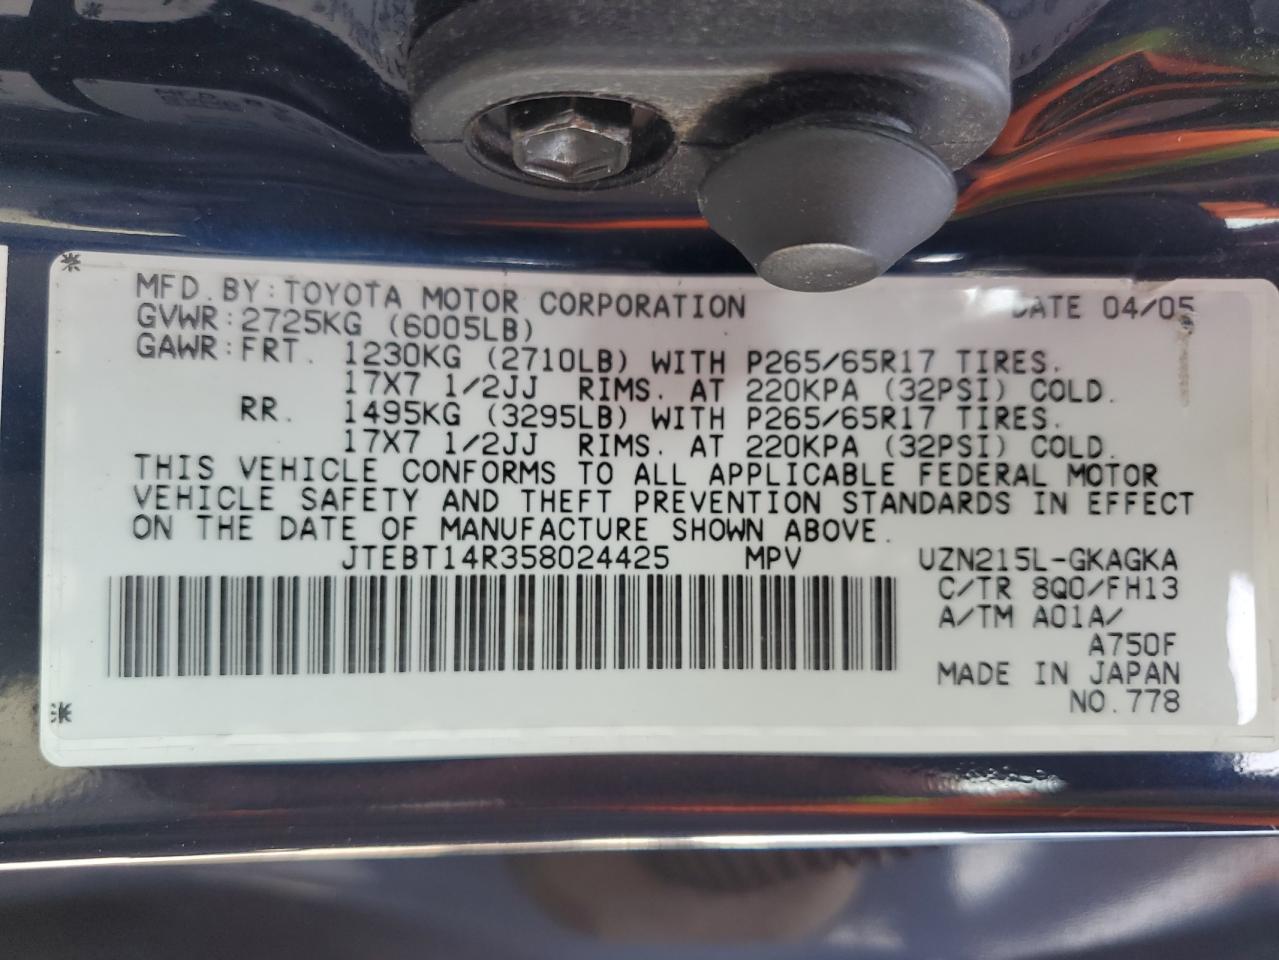 MFD. BY: TOYOTA MOTOR CORPORATION DATE 04/05
GVWR: 2725KG (6005LB)
GAWR: FRT. 1230KG (2710LB) WITH P265/65R17 TIRES.
17X7 1/2JJ RIMS. AT 220KPA (32PSI) COLD.
RR. 1495KG (3295LB) WITH P265/65R17 TIRES.
17X7 1/2JJ RIMS. AT 220KPA (32PSI) COLD.
THIS VEHICLE CONFORMS TO ALL APPLICABLE FEDERAL MOTOR
VEHICLE SAFETY AND THEFT PREVENTION STANDARDS IN EFFECT
ON THE DATE OF MANUFACTURE SHOWN ABOVE.
JTEBT14R358024425 MPV UZN215L-GKAGKA
C/TR 8Q0/FH13
A/TM A01A/
A750F
MADE IN JAPAN
NO.778